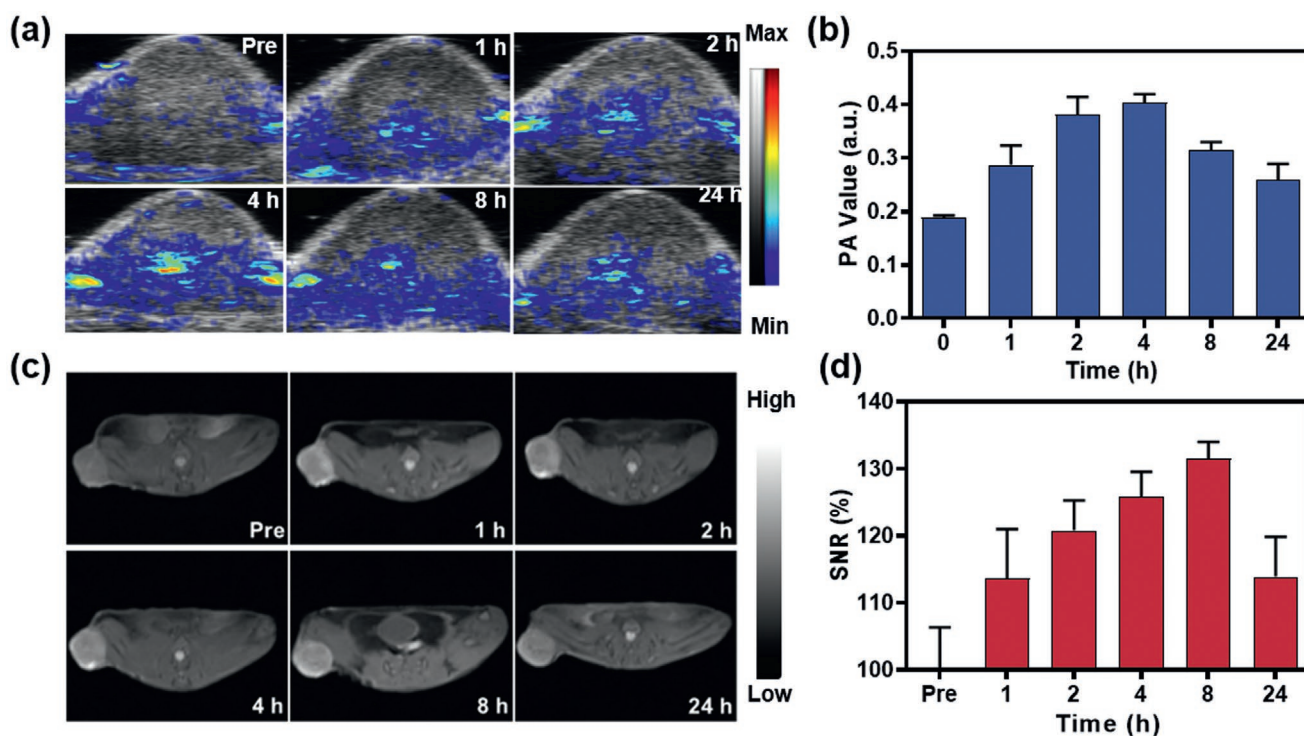 (a)
Pre
1 h
2 h
4 h
8 h
24 h
Max
Min
(b)
PA Value (a.u.)
0.5
0.4
0.3
0.2
0.1
0.0
0 1 2 4 8 24
Time (h)
(c)
Pre
1 h
2 h
4 h
8 h
24 h
High
Low
(d)
SNR (%)
140
130
120
110
100
Pre 1 2 4 8 24
Time (h)